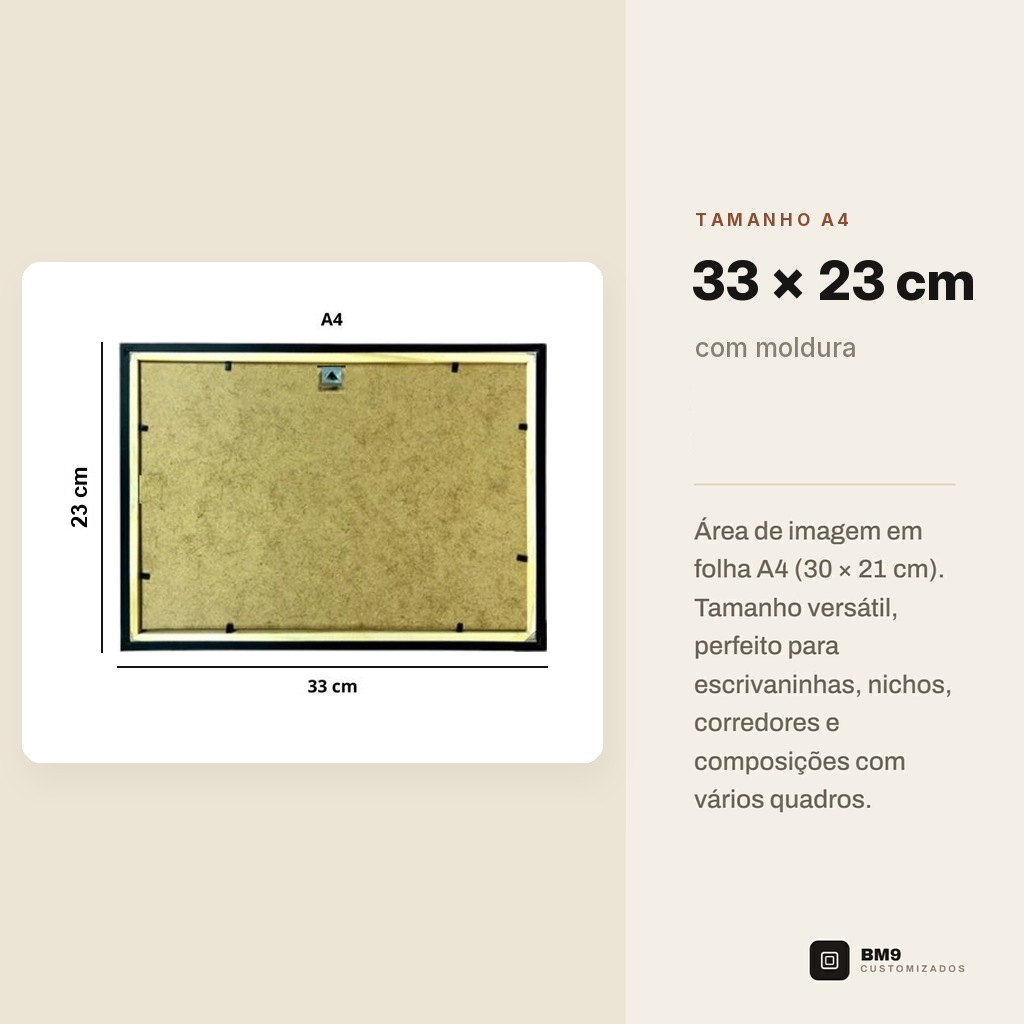 A4
23 cm
33 cm
TAMANHO A4
33 × 23 cm
com moldura
Área de imagem em
folha A4 (30 × 21 cm).
Tamanho versátil,
perfeito para
escrivaninhas, nichos,
corredores e
composições com
vários quadros.
BM9
CUSTOMIZADOS